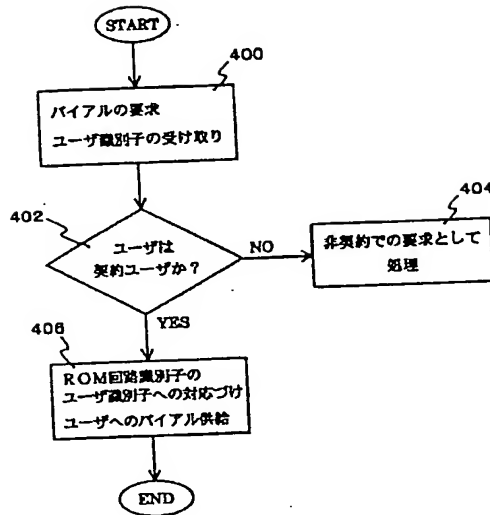 START
400
バイアルの要求
ユーザ識別子の受け取り
402
ユーザは
契約ユーザか？
NO
404
非契約での要求として
処理
YES
406
ROM回路識別子の
ユーザ識別子への対応づけ
ユーザへのバイアル供給
END